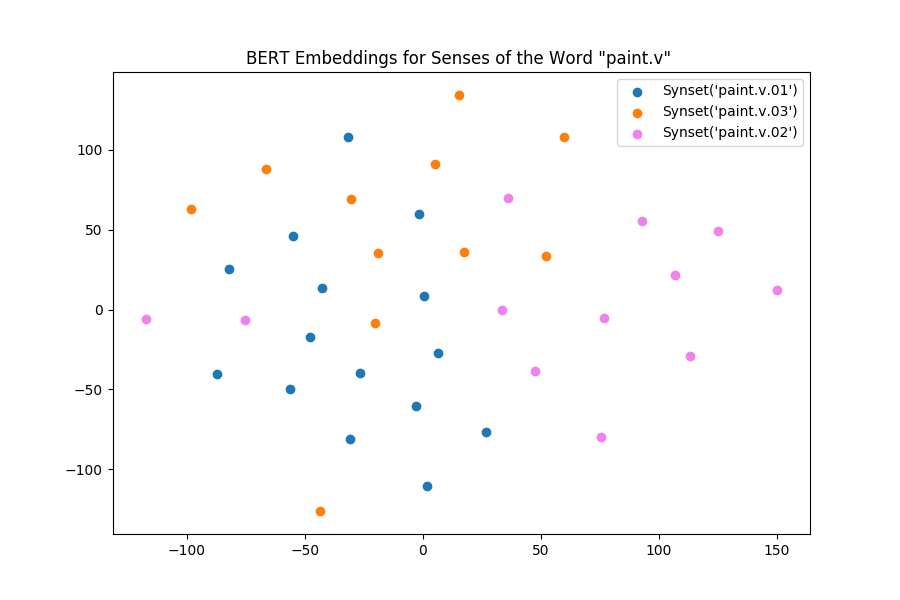 BERT Embeddings for Senses of the Word "paint.v"
Synset('paint.v.01')
Synset('paint.v.03')
Synset('paint.v.02')
100
50
0
−50
−100
−100 −50 0 50 100 150